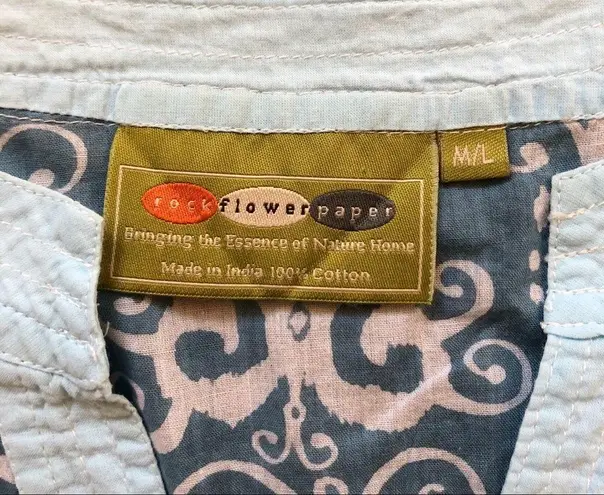 rockflowerpaper
Bringing the Essence of Nature Home
Made in India 100% Cotton
M/L